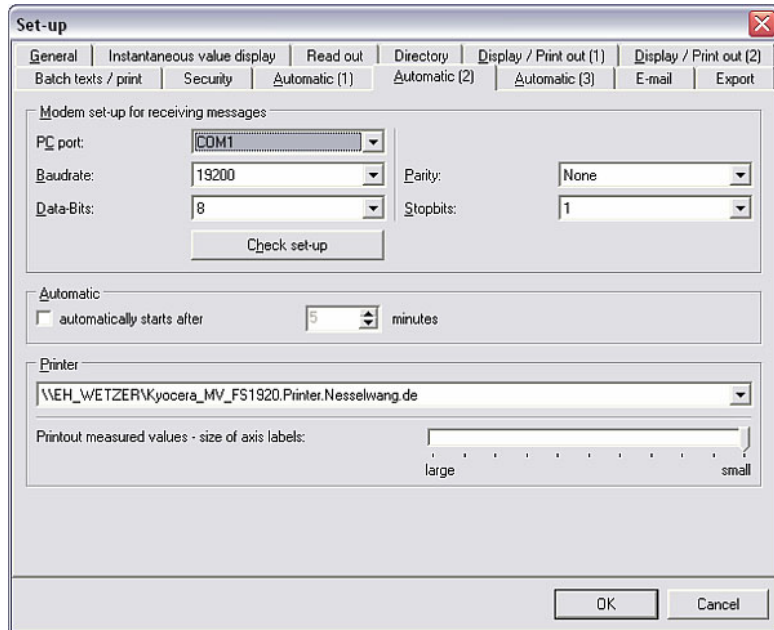 Set-up
General Instantaneous value display Read out Directory Display / Print out (1) Display / Print out (2)
Batch texts / print Security Automatic (1) Automatic (2) Automatic (3) E-mail Export
Modem set-up for receiving messages
PC port: COM1
Baudrate: 19200 Parity: None
Data-Bits: 8 Stopbits: 1
Check set-up
Automatic
automatically starts after 5 minutes
Printer
\\EH_WETZER\Kyocera_MV_FS1920.Printer.Nesselwang.de
Printout measured values - size of axis labels:
large small
OK Cancel